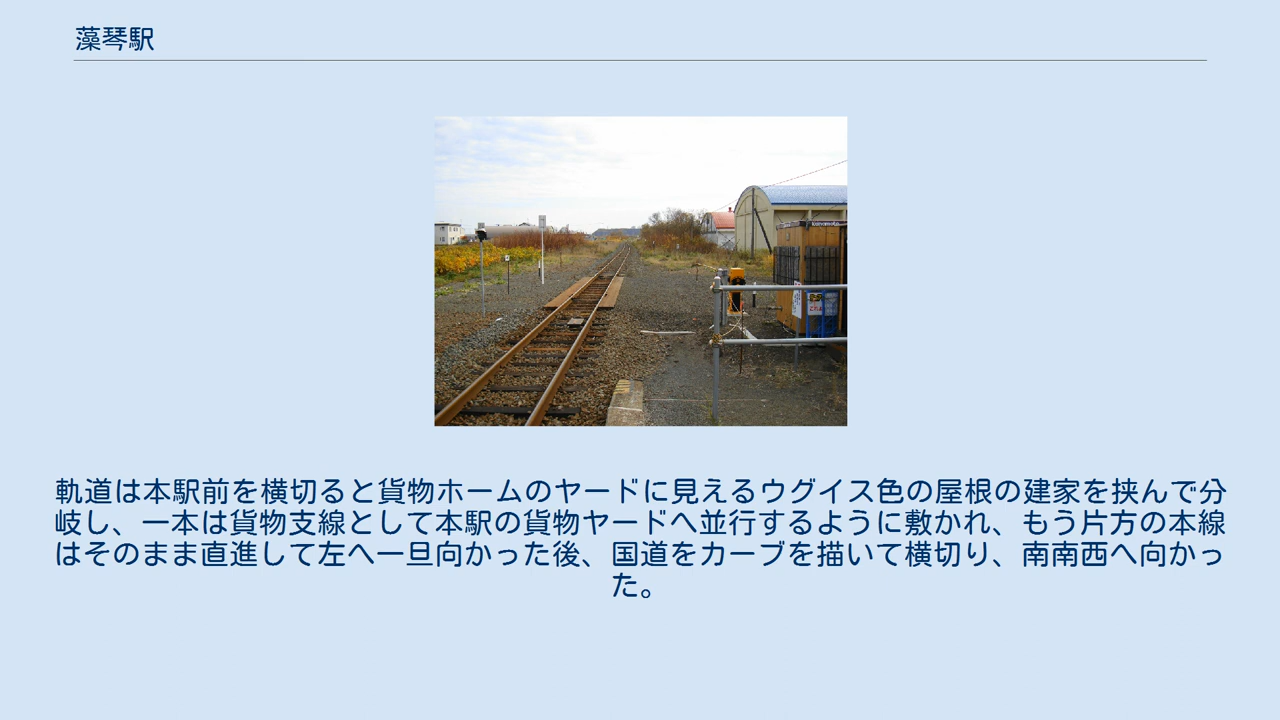 藻琴駅
軌道は本駅前を横切ると貨物ホームのヤードに見えるウグイス色の屋根の建家を挟んで分
岐し、一本は貨物支線として本駅の貨物ヤードへ並行するように敷かれ、もう片方の本線
はそのまま直進して左へ一旦向かった後、国道をカーブを描いて横切り、南南西へ向かっ
た。